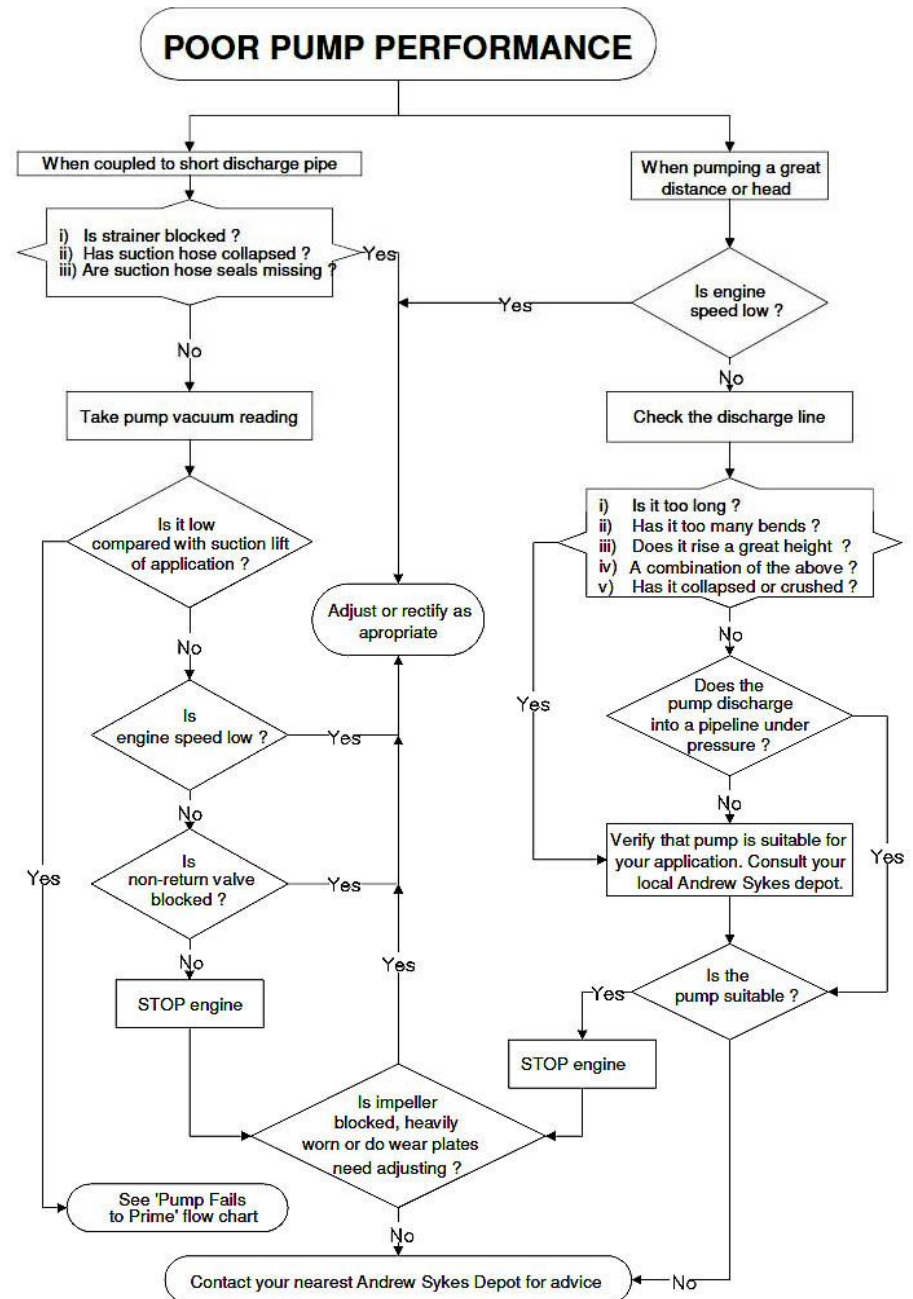 POOR PUMP PERFORMANCE
When coupled to short discharge pipe
i) Is strainer blocked ?
ii) Has suction hose collapsed ?
iii) Are suction hose seals missing ?
Yes
No
Take pump vacuum reading
Is it low
compared with suction lift
of application ?
No
Yes
Is
engine speed low ?
Yes
No
Is
non-return valve
blocked ?
Yes
No
STOP engine
See 'Pump Fails
to Prime' flow chart
Adjust or rectify as
apropriate
When pumping a great
distance or head
Is engine
speed low ?
Yes
No
Check the discharge line
i) Is it too long ?
ii) Has it too many bends ?
iii) Does it rise a great height ?
iv) A combination of the above ?
v) Has it collapsed or crushed ?
Yes
No
Does the
pump discharge
into a pipeline under
pressure ?
Yes
No
Verify that pump is suitable for
your application. Consult your
local Andrew Sykes depot.
Is the
pump suitable ?
Yes
No
STOP engine
Is impeller
blocked, heavily
worn or do wear plates
need adjusting ?
Yes
No
Contact your nearest Andrew Sykes Depot for advice